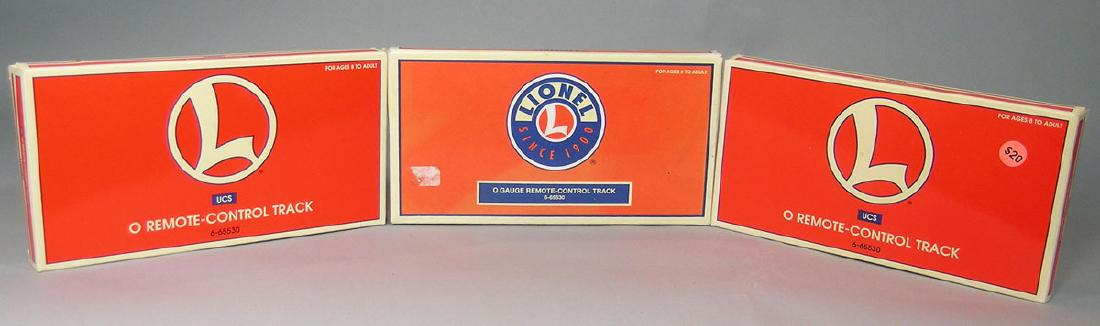 FOR AGES 8 TO ADULT
L
®
UCS
O REMOTE-CONTROL TRACK
6-65530
FOR AGES 8 TO ADULT
LIONEL
L
SINCE 1900
®
O GAUGE REMOTE-CONTROL TRACK
6-65530
FOR AGES 8 TO ADULT
L
$20
®
UCS
O REMOTE-CONTROL TRACK
6-65530